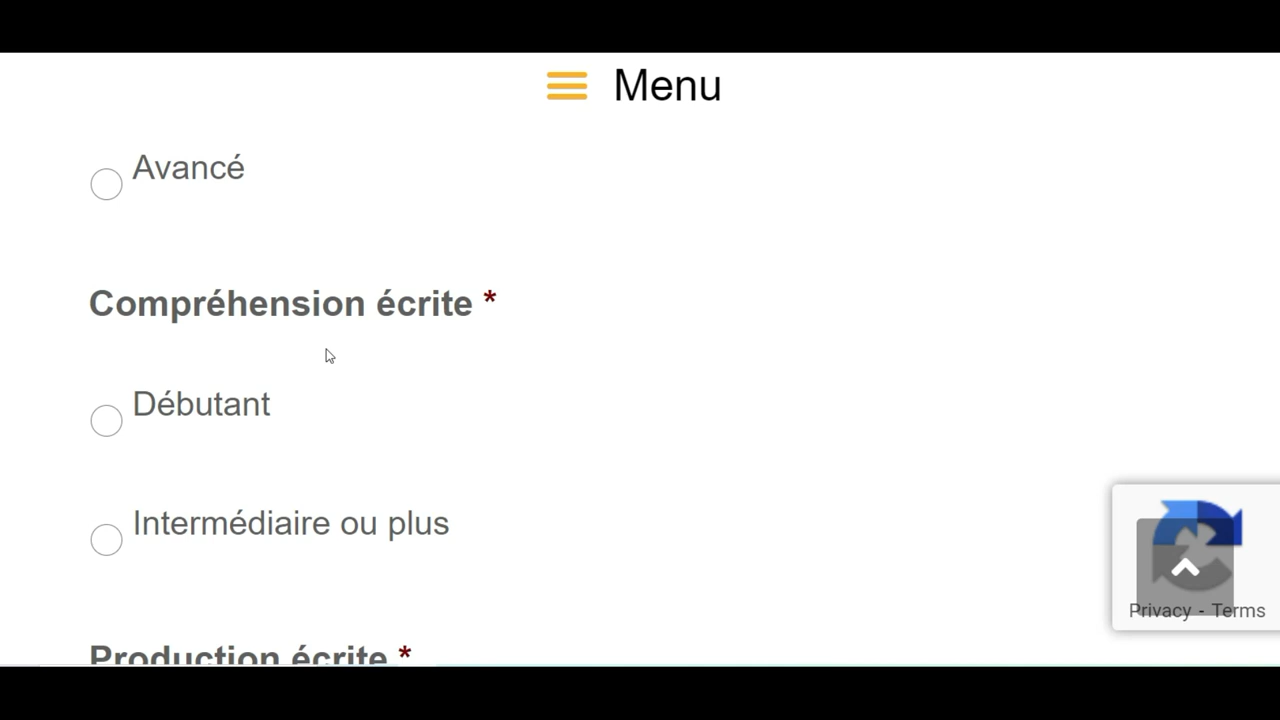 Menu
Avancé
Compréhension écrite *
Débutant
Intermédiaire ou plus
Privacy - Terms
Production écrite *